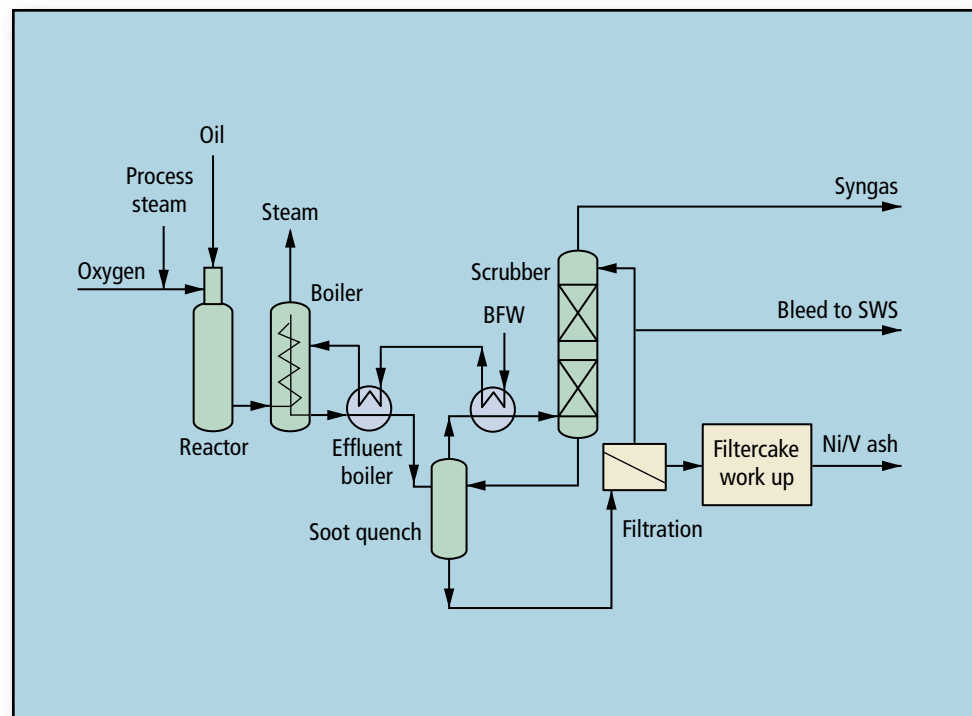 Oil
Process
steam
Oxygen
Steam
Boiler
Reactor
Effluent
boiler
BFW
Scrubber
Soot quench
Syngas
Bleed to SWS
Filtration
Filtercake
work up
Ni/V ash